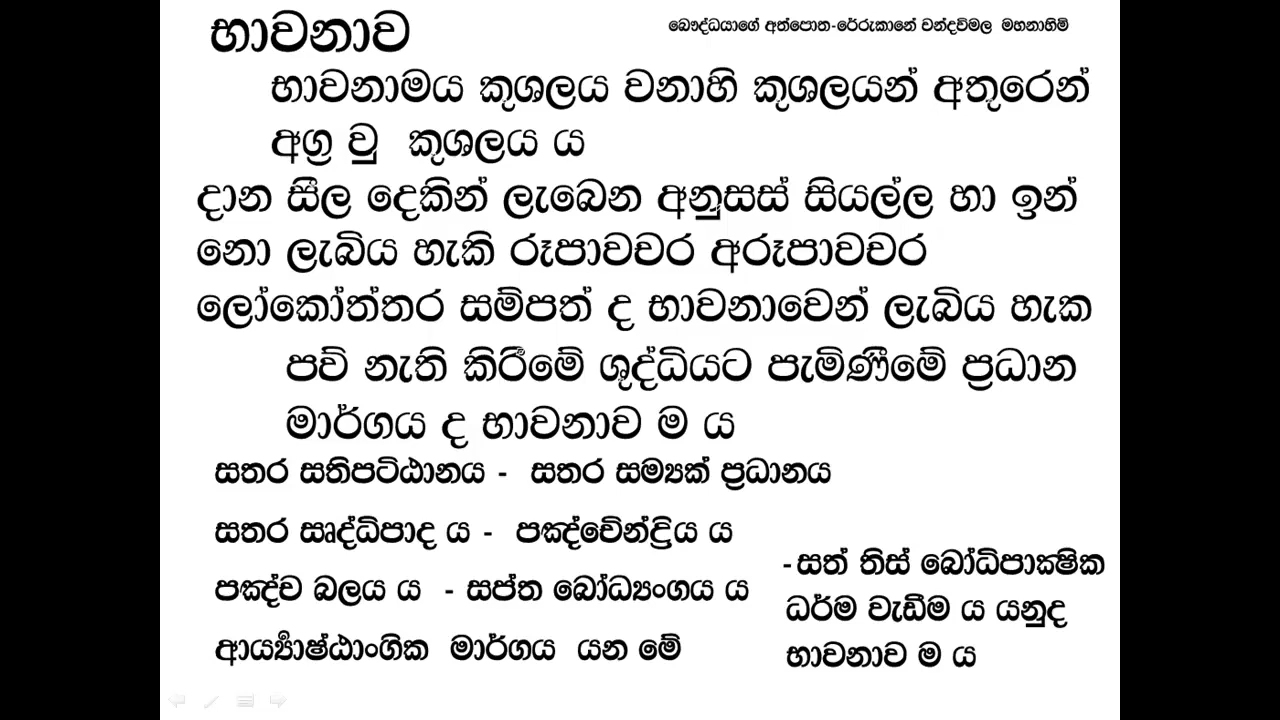 භාවනාව
බෞද්ධයාගේ අත්පොත-රේරුකානේ චන්දවිමල මහනාහිමි
භාවනාමය කුශලය වනාහි කුශලයන් අතුරෙන්
අග්‍ර වු කුශලය ය
දාන සීල දෙකින් ලැබෙන අනුසස් සියල්ල හා ඉන්
නො ලැබිය හැකි රූපාවචර අරූපාවචර
ලෝකෝත්තර සම්පත් ද භාවනාවෙන් ලැබිය හැක
පව් නැති කිරීමේ ශුද්ධියට පැමිණීමේ ප්‍රධාන
මාර්ගය ද භාවනාව ම ය
සතර සතිපට්ඨානය - සතර සම්‍යක් ප්‍රධානය
සතර සෘද්ධිපාද ය - පඤ්චේන්ද්‍රිය ය
පඤ්ච බලය ය - සප්ත බෝධ්‍යංගය ය
ආර්‍ය්‍යාෂ්ඨාංගික මාර්ගය යන මේ
-සත් තිස් බෝධිපාක්‍ෂික
ධර්ම වැඩීම ය යනුද
භාවනාව ම ය